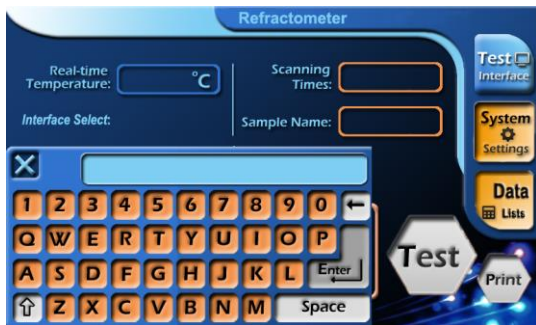 Refractometer
Real-time
Temperature:
°C
Scanning
Times:
Interface Select:
Sample Name:
Test
Interface
System
Settings
Data
Lists
X
1 2 3 4 5 6 7 8 9 0 ←
Q W E R T Y U I O P
A S D F G H J K L Enter
⇧ Z X C V B N M Space
Test
Print